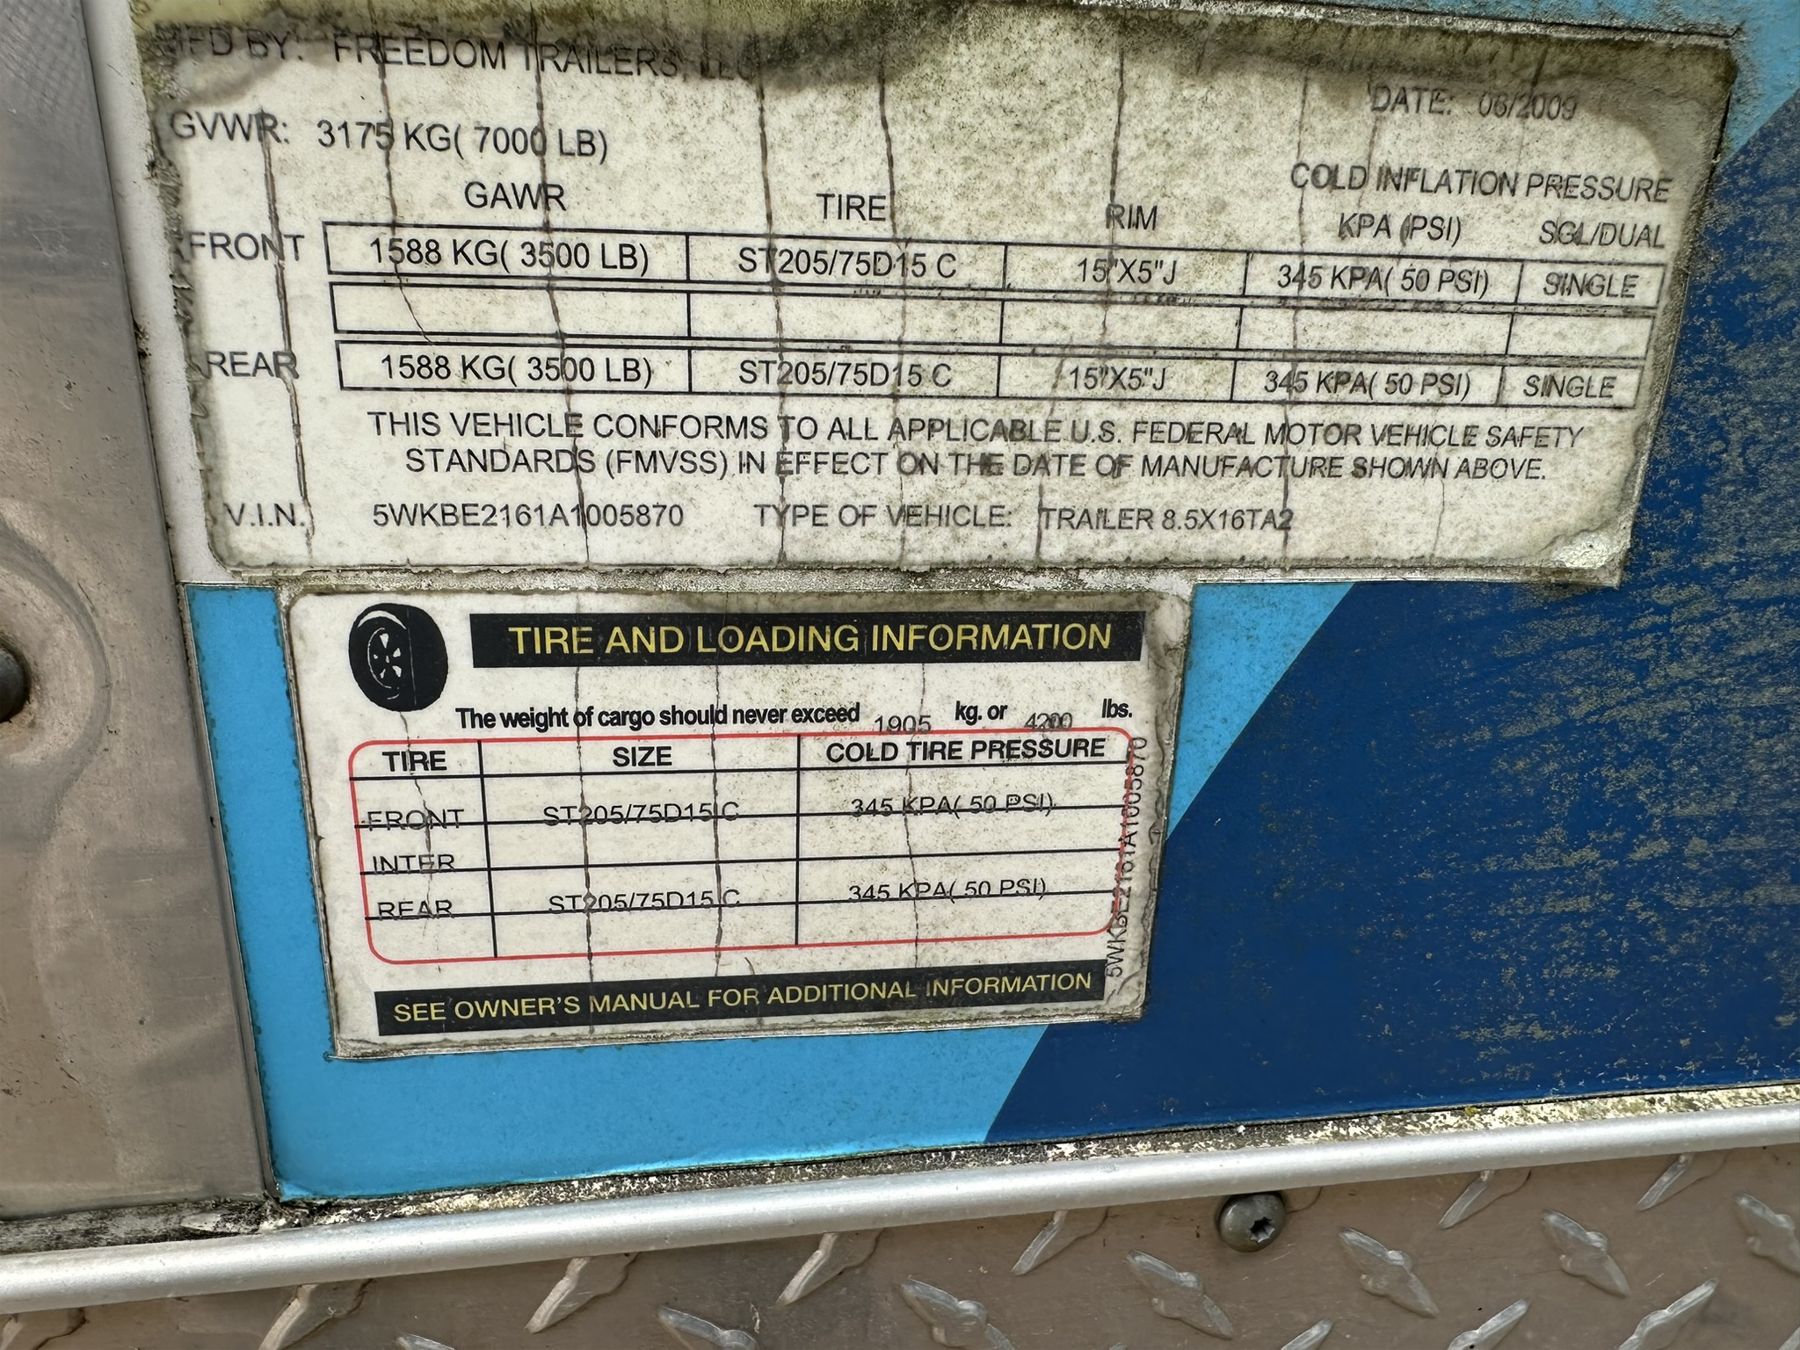 MFD BY: FREEDOM TRAILERS, LLC
DATE: 08/2009
GVWR: 3175 KG( 7000 LB)
COLD INFLATION PRESSURE
GAWR TIRE RIM KPA (PSI) SGL/DUAL
FRONT 1588 KG( 3500 LB) ST205/75D15 C 15"X5"J 345 KPA( 50 PSI) SINGLE
REAR 1588 KG( 3500 LB) ST205/75D15 C 15"X5"J 345 KPA( 50 PSI) SINGLE
THIS VEHICLE CONFORMS TO ALL APPLICABLE U.S. FEDERAL MOTOR VEHICLE SAFETY
STANDARDS (FMVSS) IN EFFECT ON THE DATE OF MANUFACTURE SHOWN ABOVE.
V.I.N. 5WKBE2161A1005870 TYPE OF VEHICLE: TRAILER 8.5X16TA2
TIRE AND LOADING INFORMATION
The weight of cargo should never exceed 1905 kg. or 4200 lbs.
TIRE SIZE COLD TIRE PRESSURE
FRONT ST205/75D15 C 345 KPA( 50 PSI)
INTER
REAR ST205/75D15 C 345 KPA( 50 PSI)
SEE OWNER'S MANUAL FOR ADDITIONAL INFORMATION
5WKBE2161A1005870